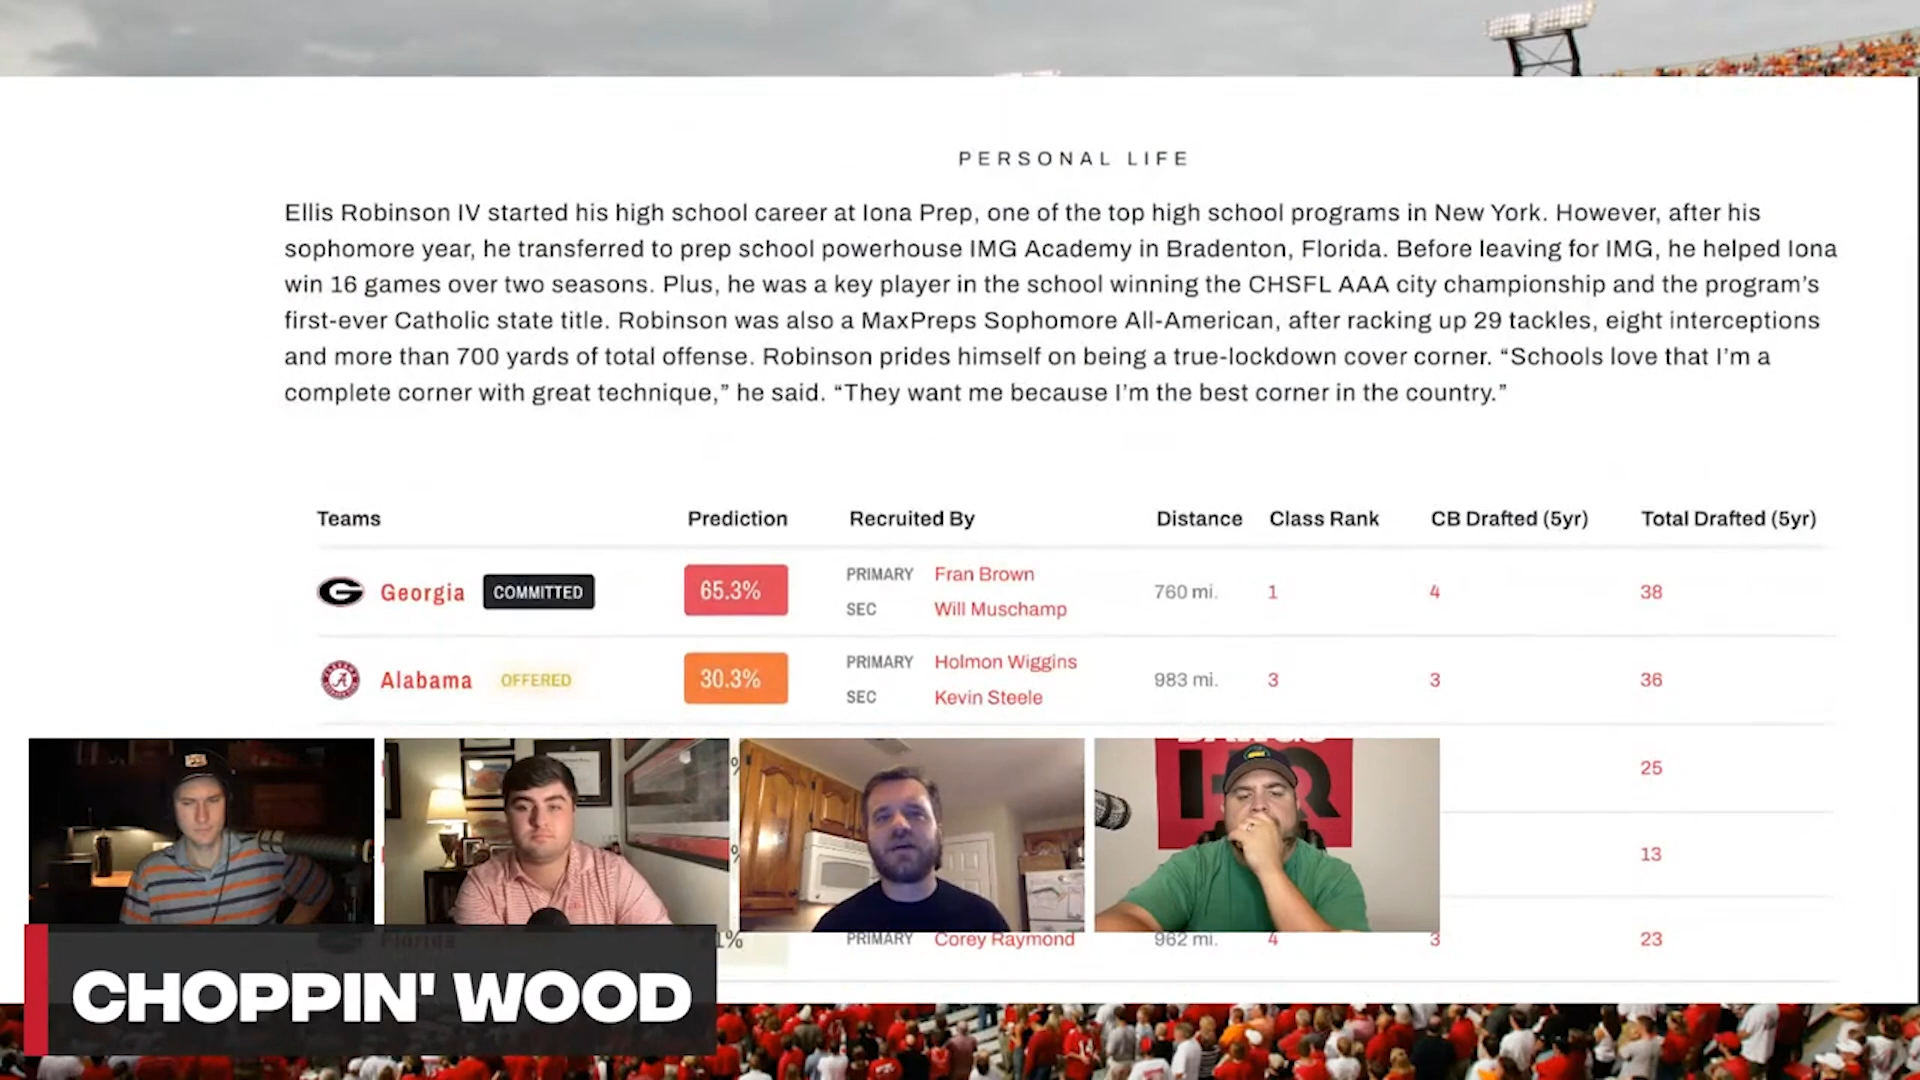 PERSONAL LIFE
Ellis Robinson IV started his high school career at Iona Prep, one of the top high school programs in New York. However, after his
sophomore year, he transferred to prep school powerhouse IMG Academy in Bradenton, Florida. Before leaving for IMG, he helped Iona
win 16 games over two seasons. Plus, he was a key player in the school winning the CHSFL AAA city championship and the program’s
first-ever Catholic state title. Robinson was also a MaxPreps Sophomore All-American, after racking up 29 tackles, eight interceptions
and more than 700 yards of total offense. Robinson prides himself on being a true-lockdown cover corner. “Schools love that I’m a
complete corner with great technique,” he said. “They want me because I’m the best corner in the country.”
Teams Prediction Recruited By Distance Class Rank CB Drafted (5yr) Total Drafted (5yr)
Georgia COMMITTED 65.3% PRIMARY Fran Brown 760 mi. 1 4 38
SEC Will Muschamp
Alabama OFFERED 30.3% PRIMARY Holmon Wiggins 983 mi. 3 3 36
SEC Kevin Steele
25
13
Florida 1% PRIMARY Corey Raymond 962 mi. 4 3 23
HQ
CHOPPIN' WOOD